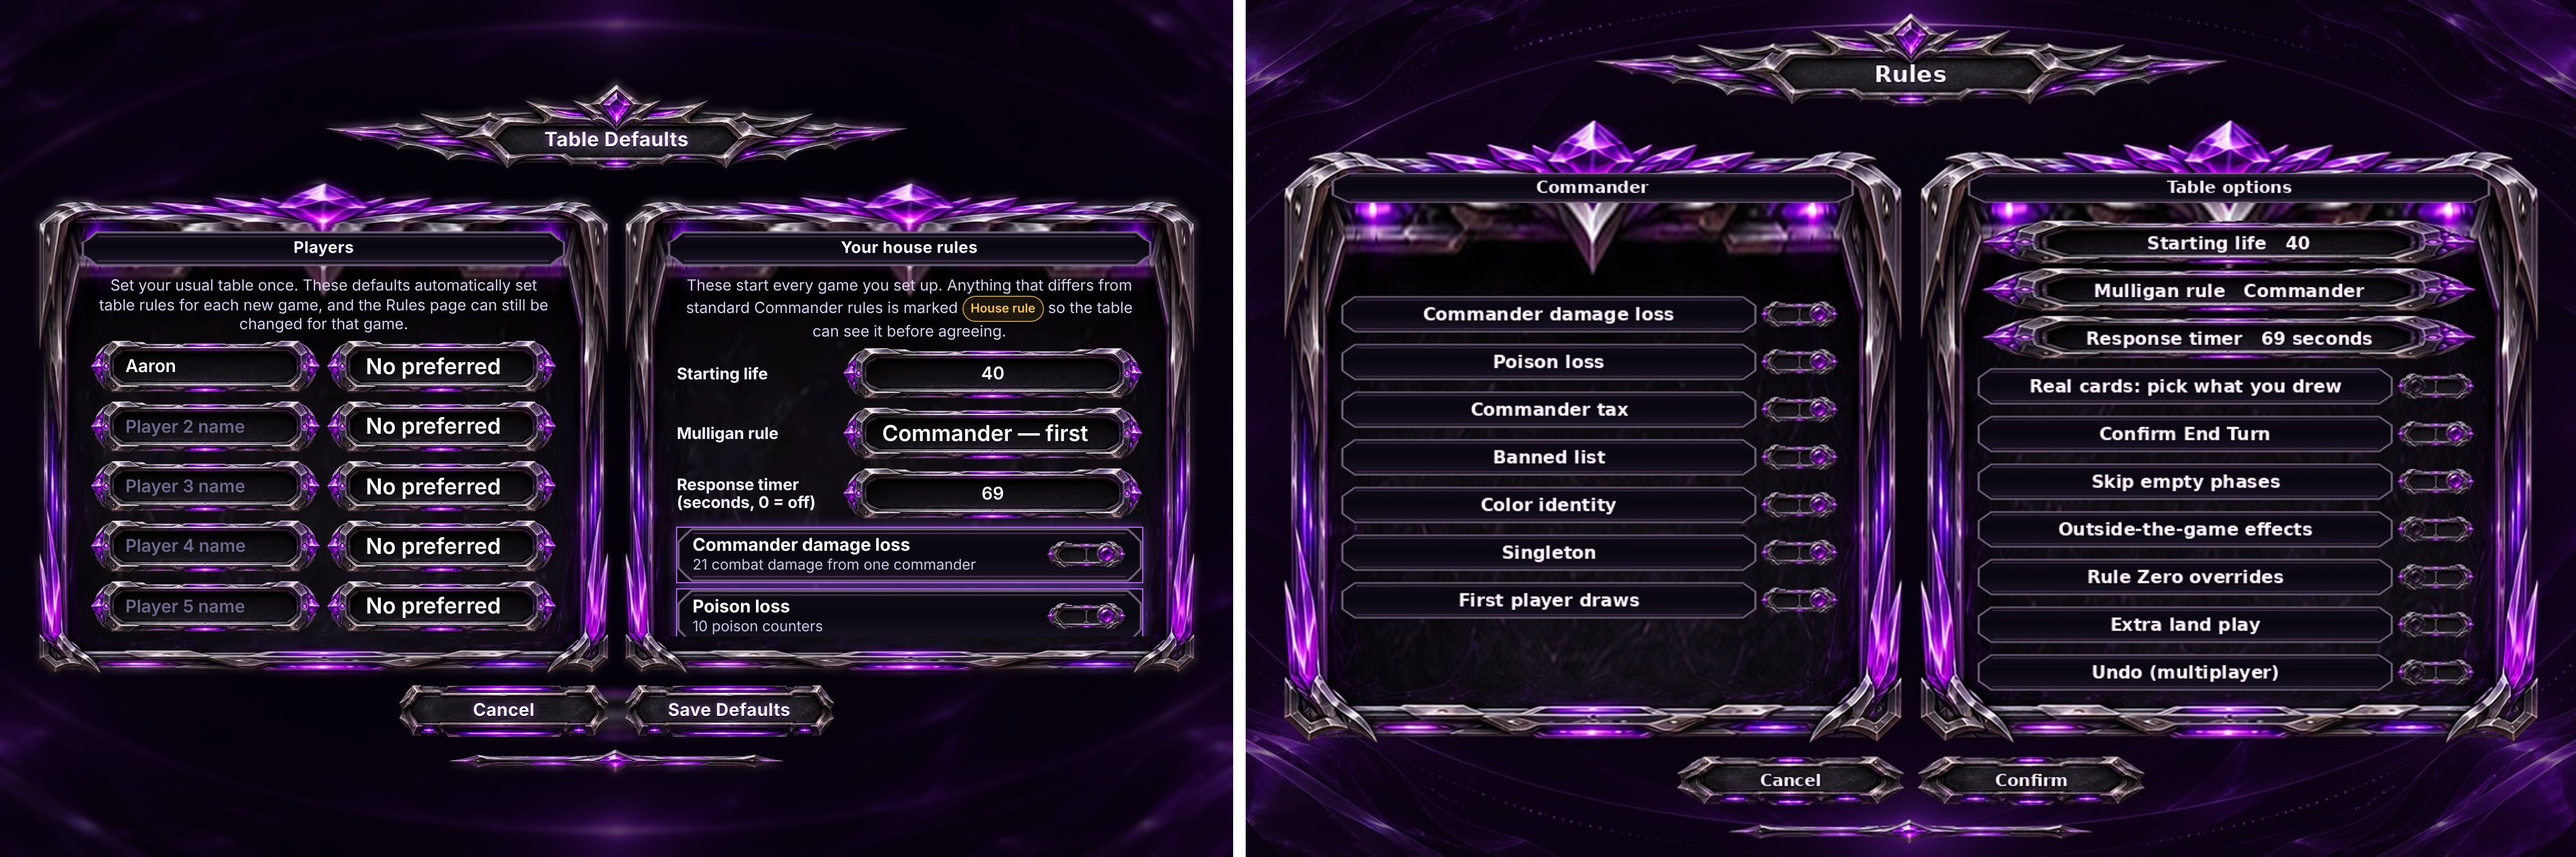 Table Defaults
Players
Set your usual table once. These defaults automatically set
table rules for each new game, and the Rules page can still be
changed for that game.
Aaron
No preferred
Player 2 name
No preferred
Player 3 name
No preferred
Player 4 name
No preferred
Player 5 name
No preferred
Your house rules
These start every game you set up. Anything that differs from
standard Commander rules is marked House rule so the table
can see it before agreeing.
Starting life
40
Mulligan rule
Commander — first
Response timer
(seconds, 0 = off)
69
Commander damage loss
21 combat damage from one commander
Poison loss
10 poison counters
Cancel
Save Defaults
Rules
Commander
Commander damage loss
Poison loss
Commander tax
Banned list
Color identity
Singleton
First player draws
Table options
Starting life 40
Mulligan rule Commander
Response timer 69 seconds
Real cards: pick what you drew
Confirm End Turn
Skip empty phases
Outside-the-game effects
Rule Zero overrides
Extra land play
Undo (multiplayer)
Cancel
Confirm